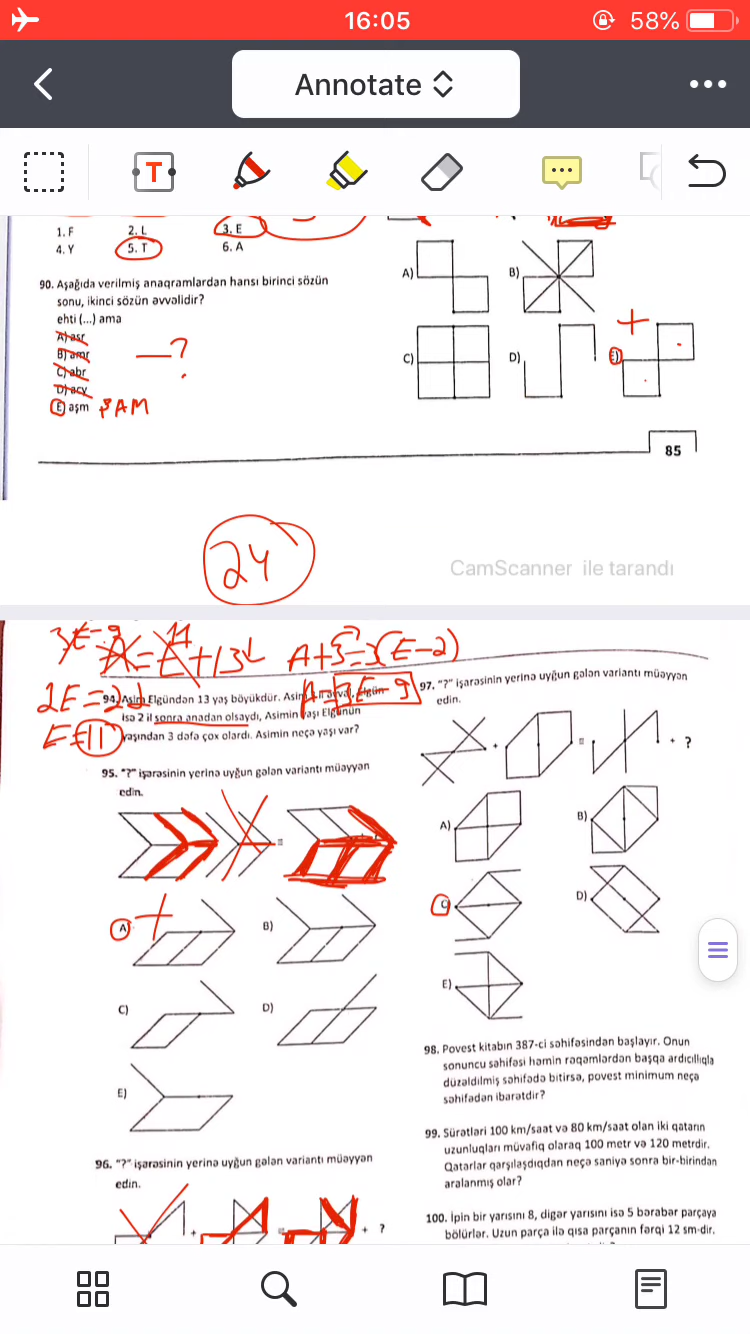 16:05
58%
Annotate
T
1. F 2. L 3. E
4. Y 5. T 6. A
90. Aşağıda verilmiş anaqramlardan hansı birinci sözün
sonu, ikinci sözün əvvəlidir?
ehti (...) ama
A) asr
B) amr
C) abr
D) acy
E) aşm ŞAM
— ?
A)
B)
C)
D)
E)
+
85
24
CamScanner ile tarandı
A+5=3(E-2)
2E=22
E=11
94. Asim Elgündən 13 yaş böyükdür.
isə 2 il sonra anadan olsaydı, Asimin yaşı Elgünün
yaşından 3 dəfə çox olardı. Asimin neçə yaşı var?
95. "?" işarəsinin yerinə uyğun gələn variantı müəyyən
edin.
=
A)
B)
C)
D)
E)
96. "?" işarəsinin yerinə uyğun gələn variantı müəyyən
edin.
+ = + ?
97. "?" işarəsinin yerinə uyğun gələn variantı müəyyən
edin.
+ = + ?
A)
B)
C)
D)
E)
98. Povest kitabın 387-ci səhifəsindən başlayır. Onun
sonuncu səhifəsi həmin rəqəmlərdən başqa ardıcıllıqla
düzəldilmiş səhifədə bitirsə, povest minimum neçə
səhifədən ibarətdir?
99. Sürətləri 100 km/saat və 80 km/saat olan iki qatarın
uzunluqları müvafiq olaraq 100 metr və 120 metrdir.
Qatarlar qarşılaşdıqdan neçə saniyə sonra bir-birindən
aralanmış olar?
100. İpin bir yarısını 8, digər yarısını isə 5 bərabər parçaya
bölürlər. Uzun parça ilə qısa parçanın fərqi 12 sm-dir.